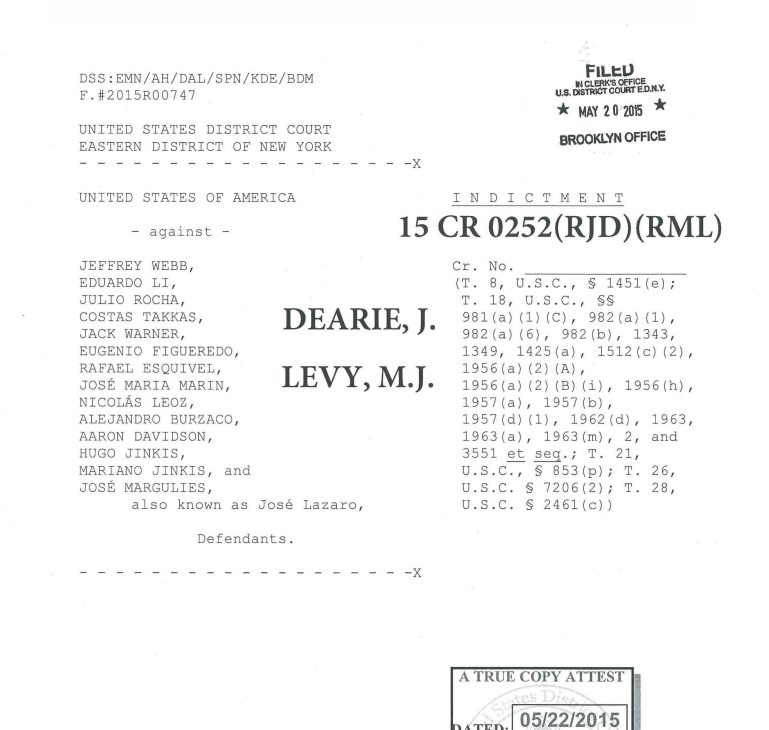 DSS:EMN/AH/DAL/SPN/KDE/BDM
F.#2015R00747
FILED
IN CLERK'S OFFICE
U.S. DISTRICT COURT E.D.N.Y.
★ MAY 20 2015 ★
BROOKLYN OFFICE
UNITED STATES DISTRICT COURT
EASTERN DISTRICT OF NEW YORK
- - - - - - - - - - - - - - - - - - -X
UNITED STATES OF AMERICA
- against -
JEFFREY WEBB,
EDUARDO LI,
JULIO ROCHA,
COSTAS TAKKAS,
JACK WARNER,
EUGENIO FIGUEREDO,
RAFAEL ESQUIVEL,
JOSÉ MARIA MARIN,
NICOLÁS LEOZ,
ALEJANDRO BURZACO,
AARON DAVIDSON,
HUGO JINKIS,
MARIANO JINKIS, and
JOSÉ MARGULIES,
also known as José Lazaro,
Defendants.
- - - - - - - - - - - - - - - - - - -X
DEARIE, J.
LEVY, M.J.
I N D I C T M E N T
15 CR 0252(RJD)(RML)
Cr. No.
(T. 8, U.S.C., § 1451(e);
T. 18, U.S.C., §§
981(a)(1)(C), 982(a)(1),
982(a)(6), 982(b), 1343,
1349, 1425(a), 1512(c)(2),
1956(a)(2)(A),
1956(a)(2)(B)(i), 1956(h),
1957(a), 1957(b),
1957(d)(1), 1962(d), 1963,
1963(a), 1963(m), 2, and
3551 et seq.; T. 21,
U.S.C., § 853(p); T. 26,
U.S.C. § 7206(2); T. 28,
U.S.C. § 2461(c))
A TRUE COPY ATTEST
DATED: 05/22/2015